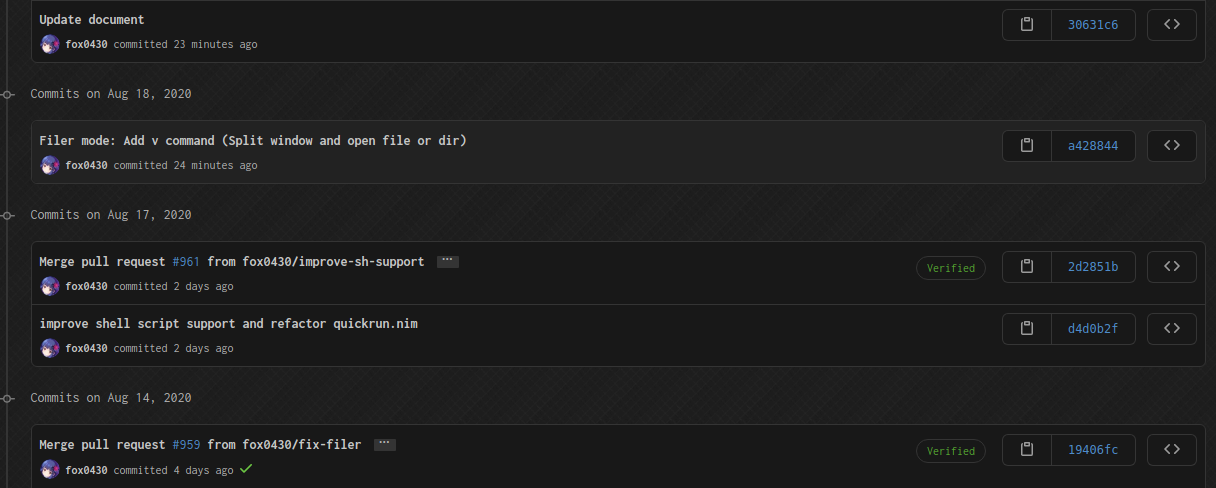 Update document
30631c6
fox0430 committed 23 minutes ago
Commits on Aug 18, 2020
Filer mode: Add v command (Split window and open file or dir)
a428844
fox0430 committed 24 minutes ago
Commits on Aug 17, 2020
Merge pull request #961 from fox0430/improve-sh-support ...
Verified
2d2851b
fox0430 committed 2 days ago
improve shell script support and refactor quickrun.nim
d4d0b2f
fox0430 committed 2 days ago
Commits on Aug 14, 2020
Merge pull request #959 from fox0430/fix-filer ...
Verified
19406fc
fox0430 committed 4 days ago